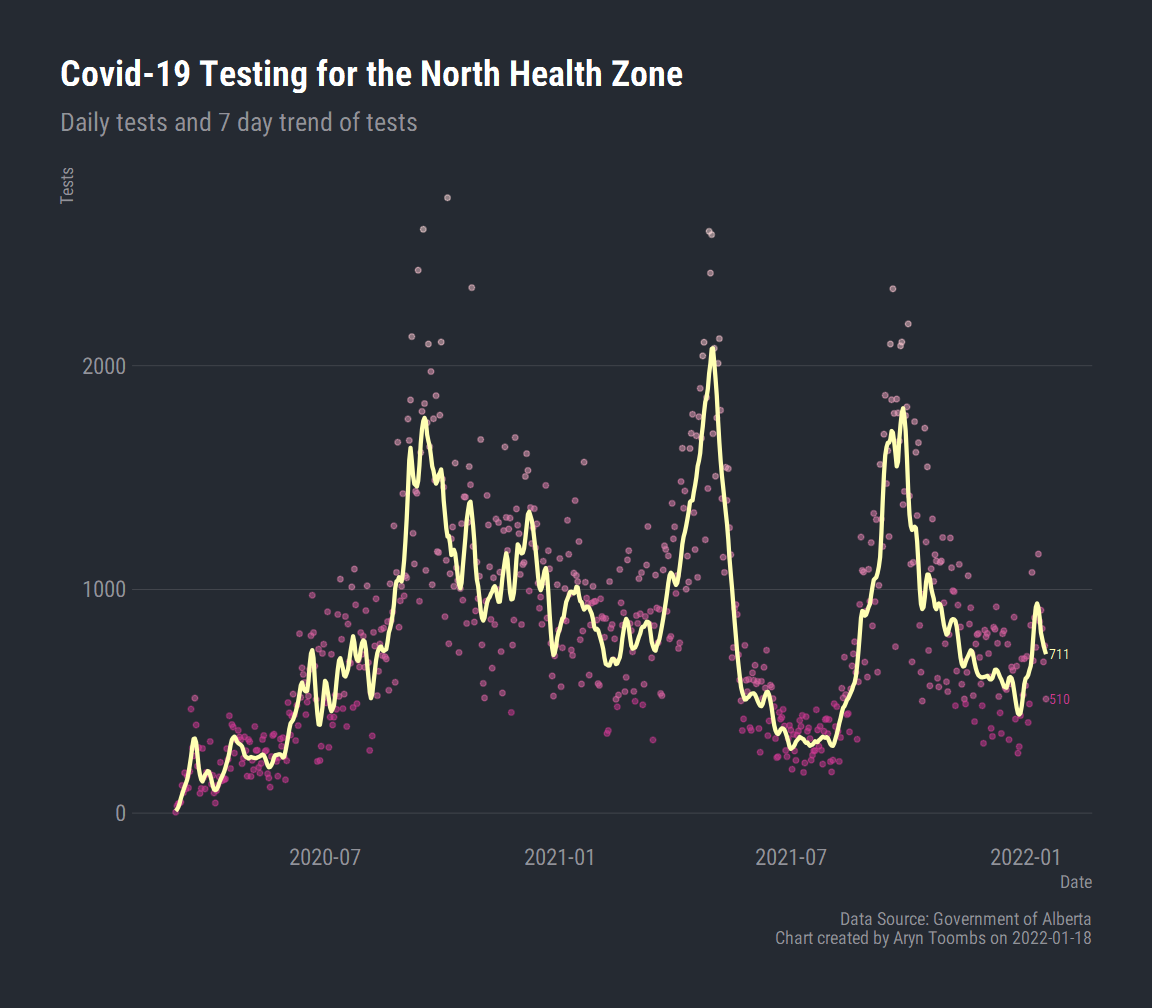 Covid-19 Testing for the North Health Zone
Daily tests and 7 day trend of tests
Tests
2000
1000
0
711
510
2020-07
2021-01
2021-07
2022-01
Date
Data Source: Government of Alberta
Chart created by Aryn Toombs on 2022-01-18